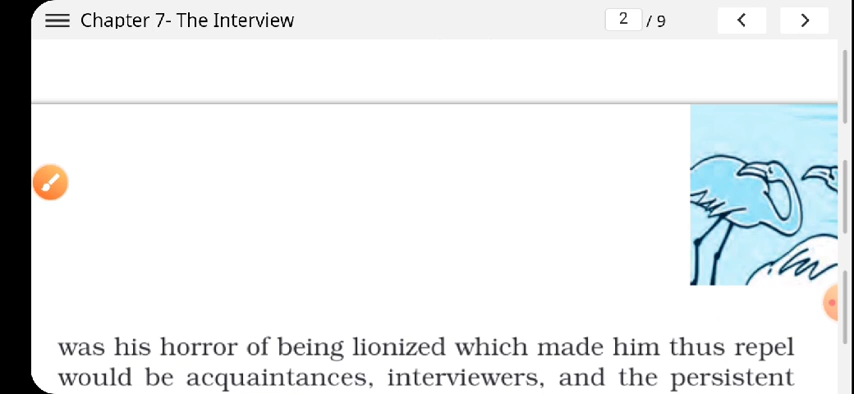 Chapter 7- The Interview
2 / 9
was his horror of being lionized which made him thus repel
would be acquaintances, interviewers, and the persistent